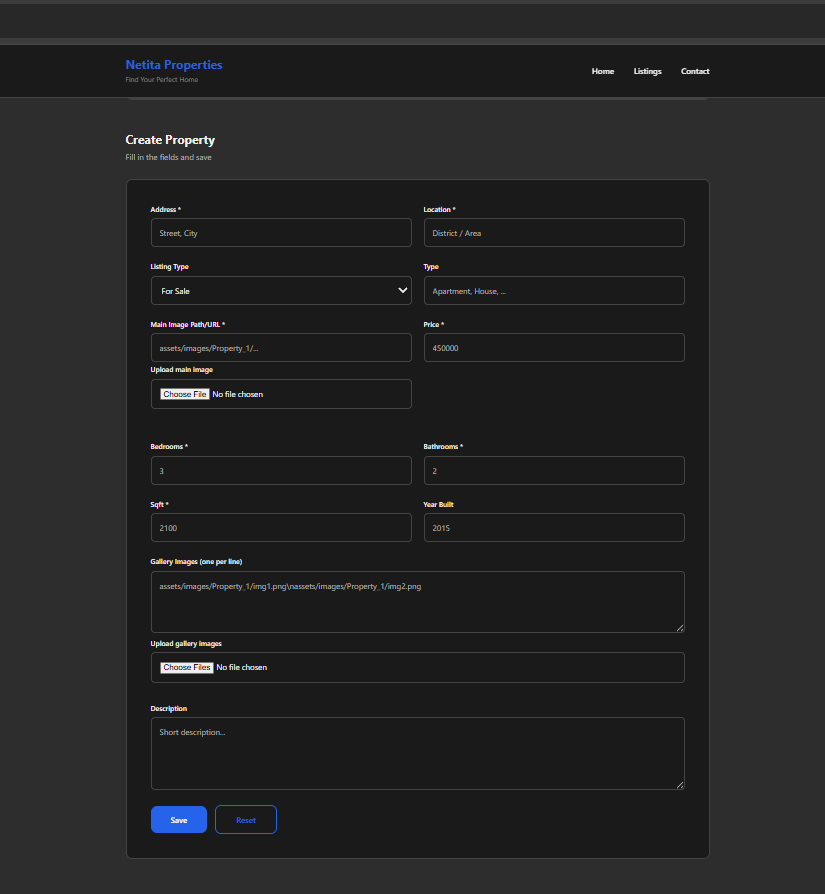 Netita Properties
Find Your Perfect Home
Home Listings Contact
Create Property
Fill in the fields and save
Address * Location *
Street, City District / Area
Listing Type Type
For Sale Apartment, House, ...
Main Image Path/URL * Price *
assets/images/Property_1/... 450000
Upload main image
Choose File No file chosen
Bedrooms * Bathrooms *
3 2
Sqft * Year Built
2100 2015
Gallery Images (one per line)
assets/images/Property_1/img1.png\nassets/images/Property_1/img2.png
Upload gallery images
Choose Files No file chosen
Description
Short description...
Save Reset